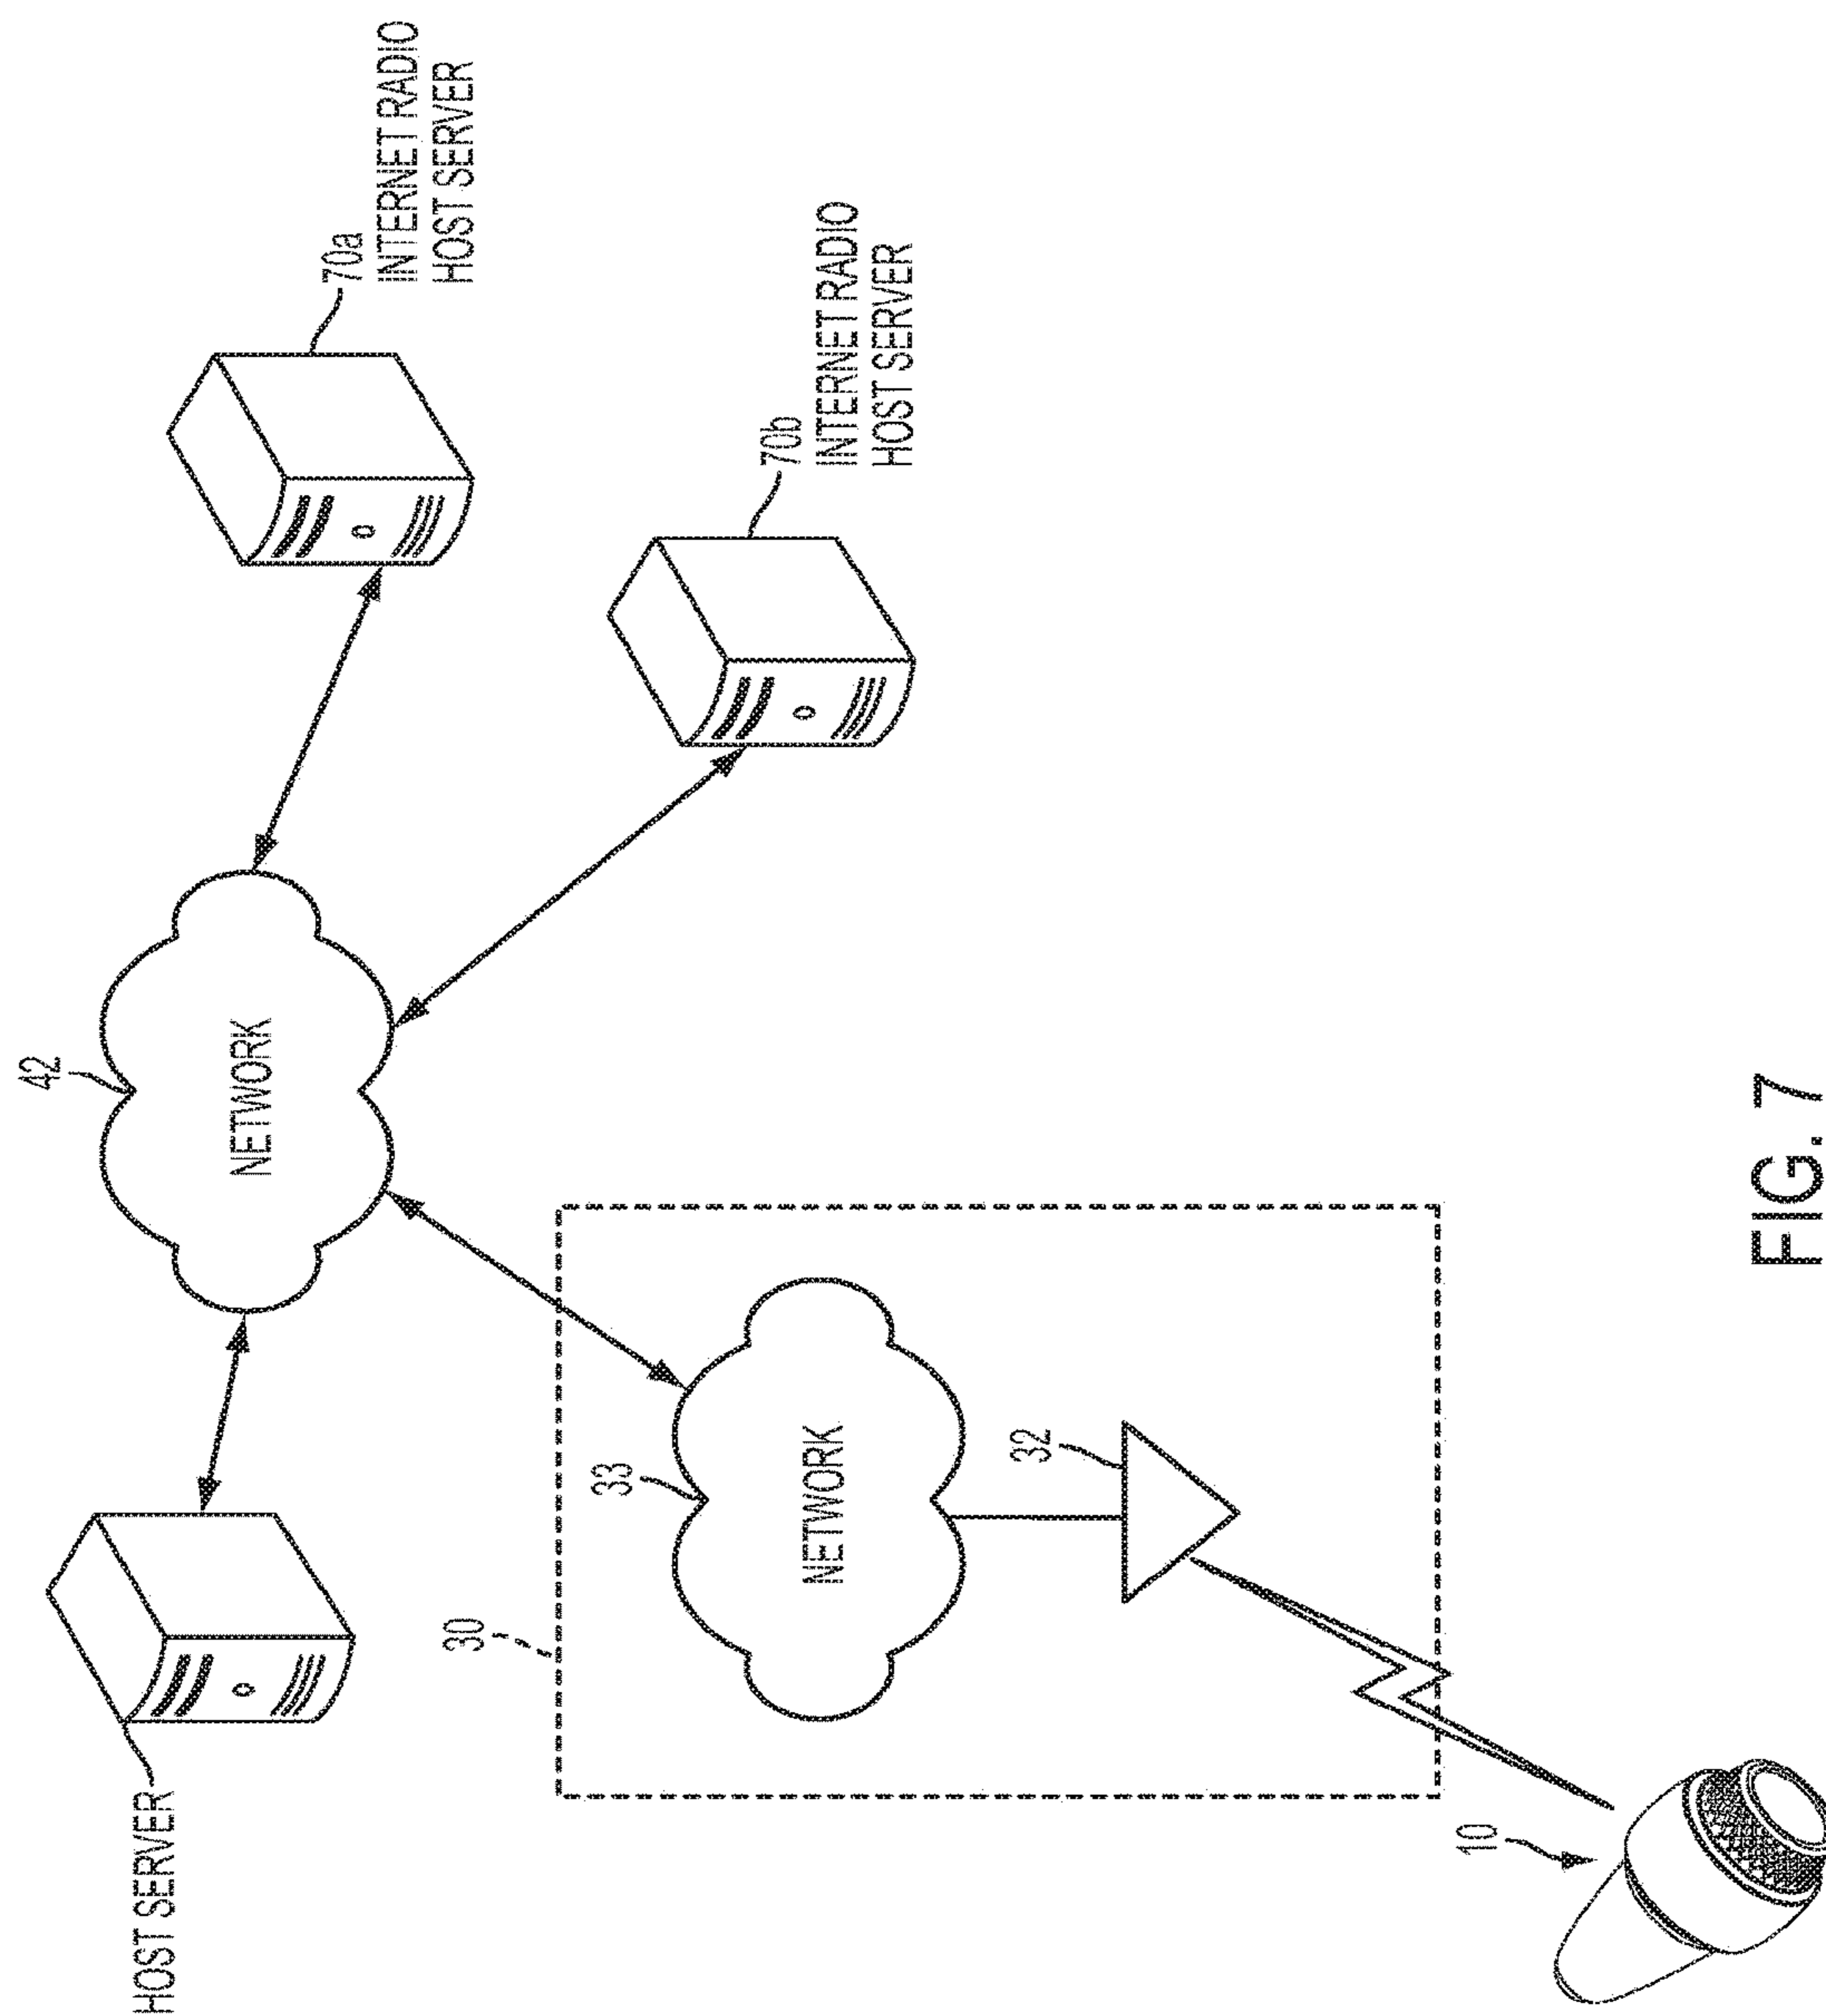 HOST SERVER
42
NETWORK
70a
INTERNET RADIO
HOST SERVER
70b
INTERNET RADIO
HOST SERVER
30
33
NETWORK
32
10
FIG. 7